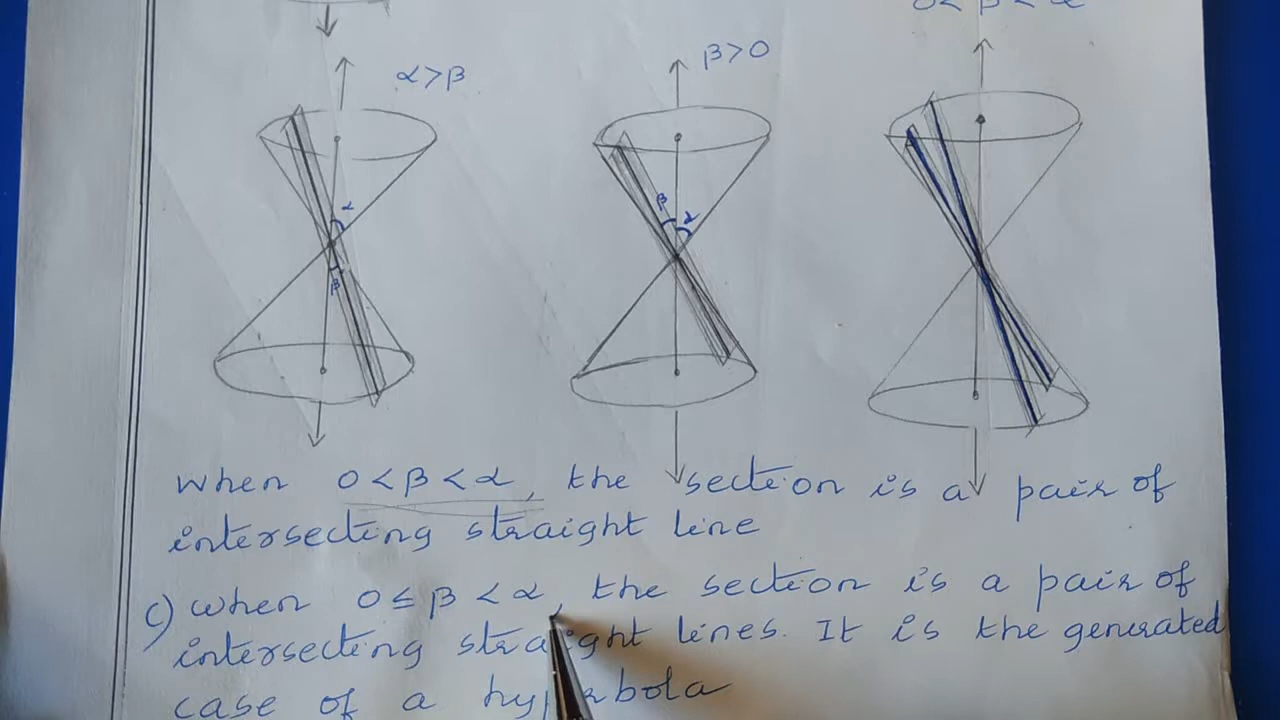 0 < β < α
α > β
β > 0
α
β
β
α
When 0 < β < α, the section is a pair of
intersecting straight line
c) When 0 ≤ β < α, the section is a pair of
intersecting straight lines. It is the generated
case of a hyperbola